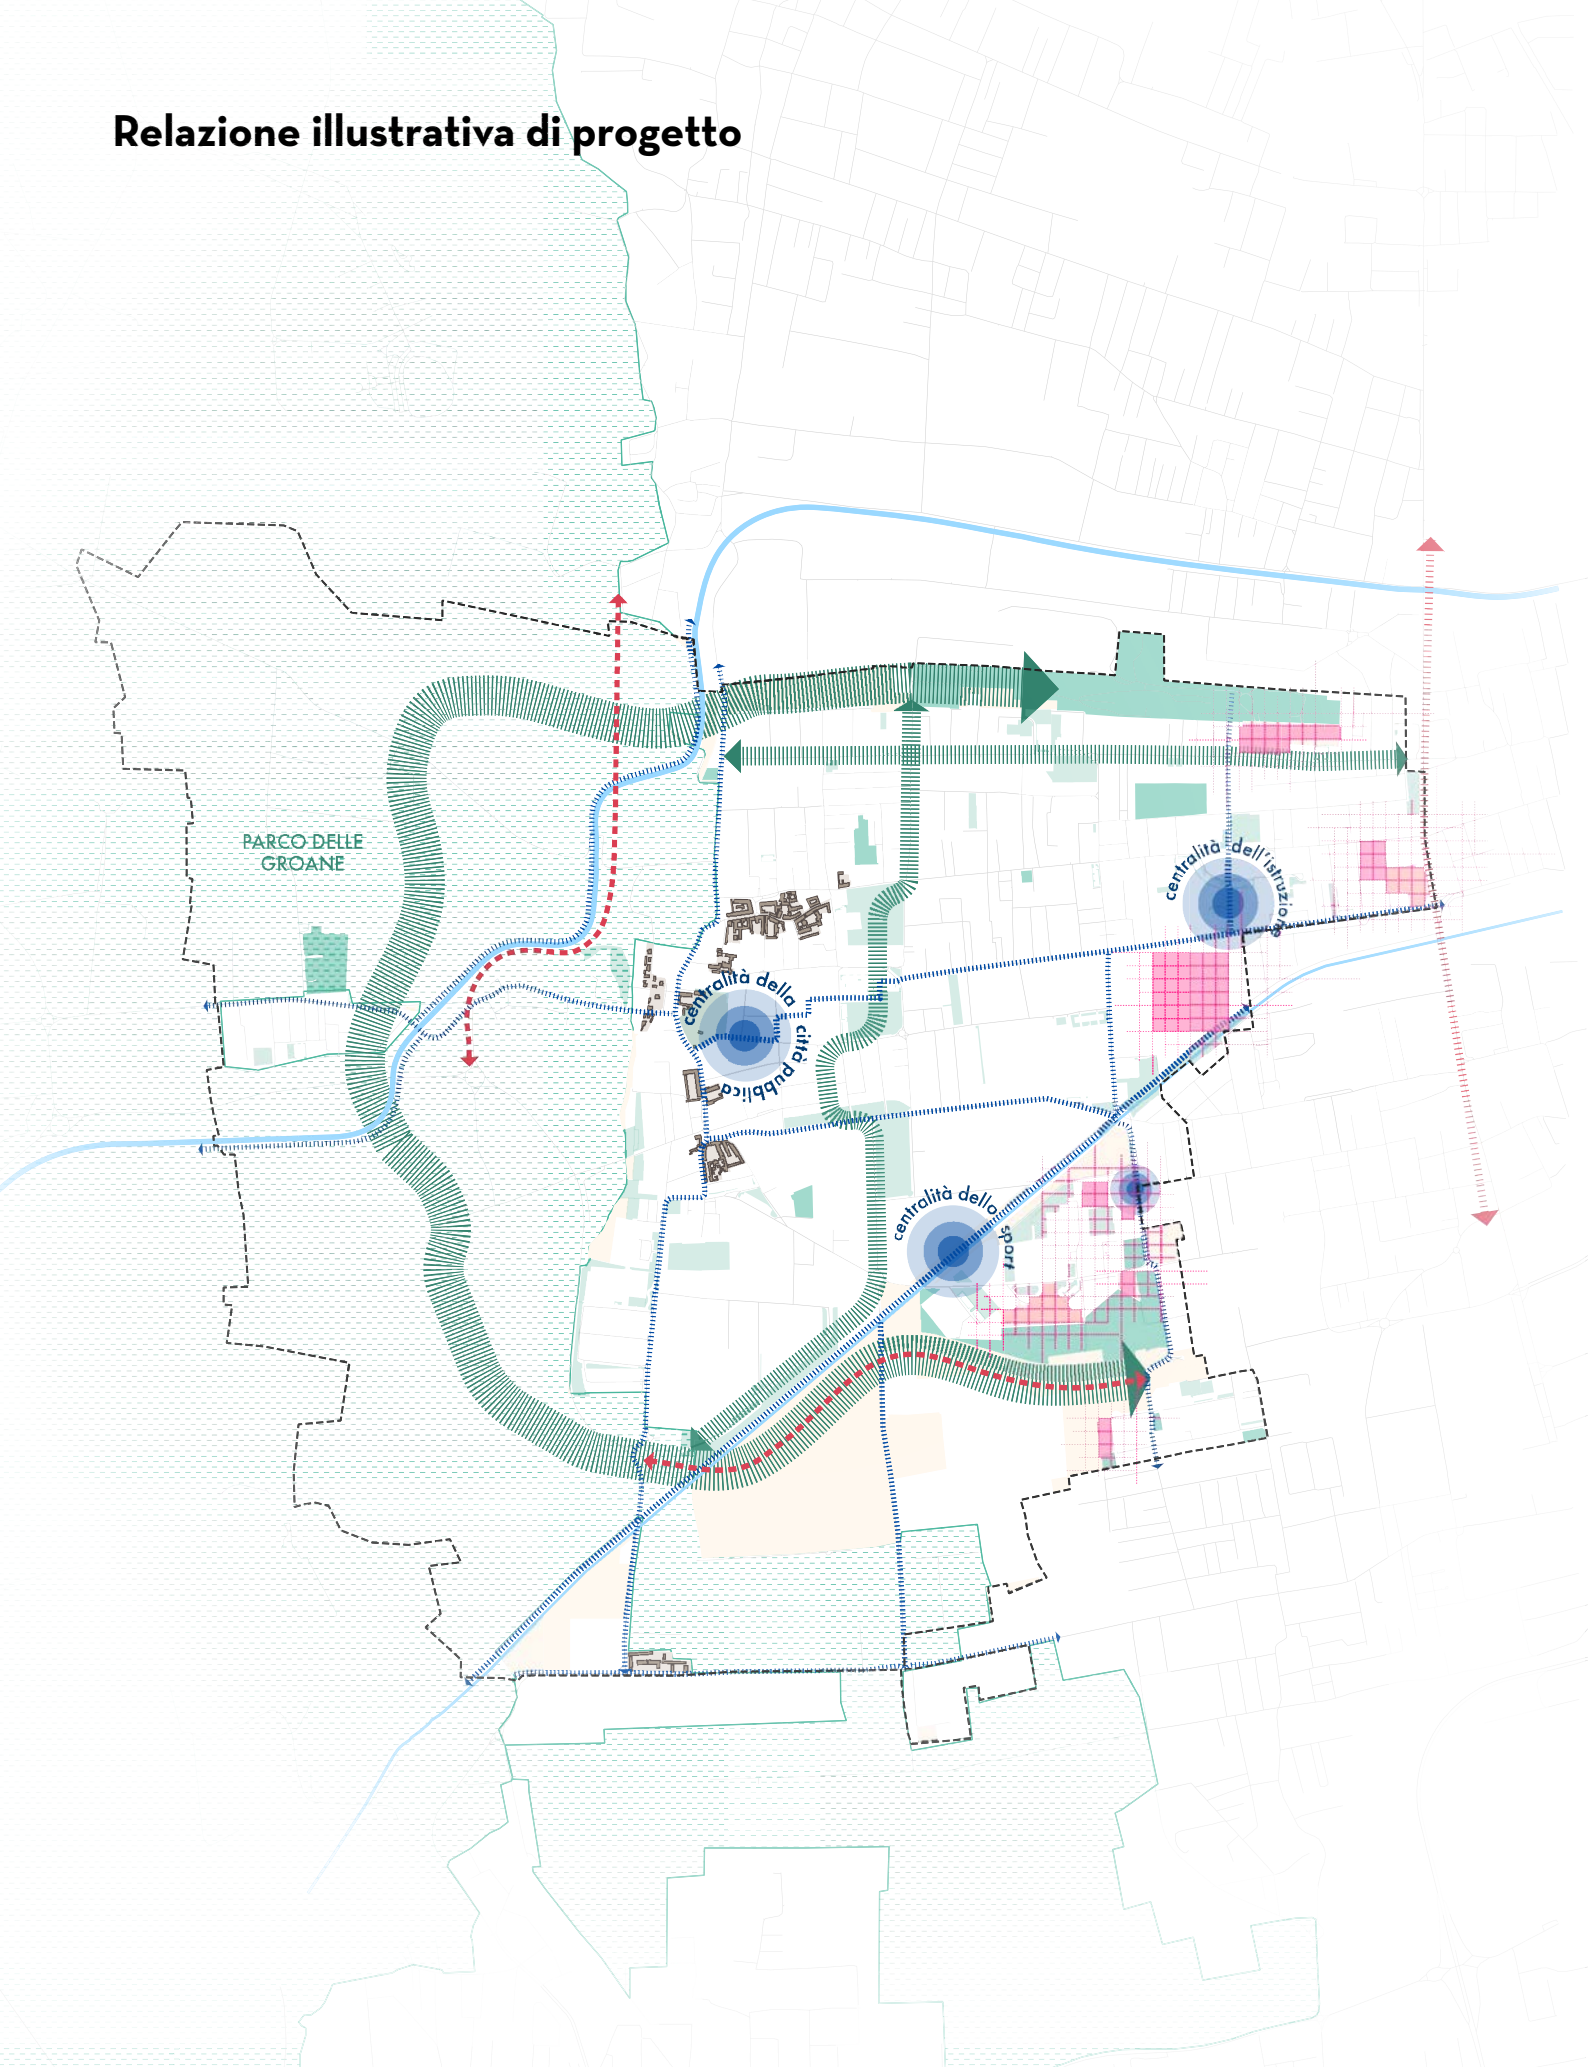 Relazione illustrativa di progetto
PARCO DELLE
GROANE
centralità dell'istruzione
centralità della città pubblica
centralità dello sport